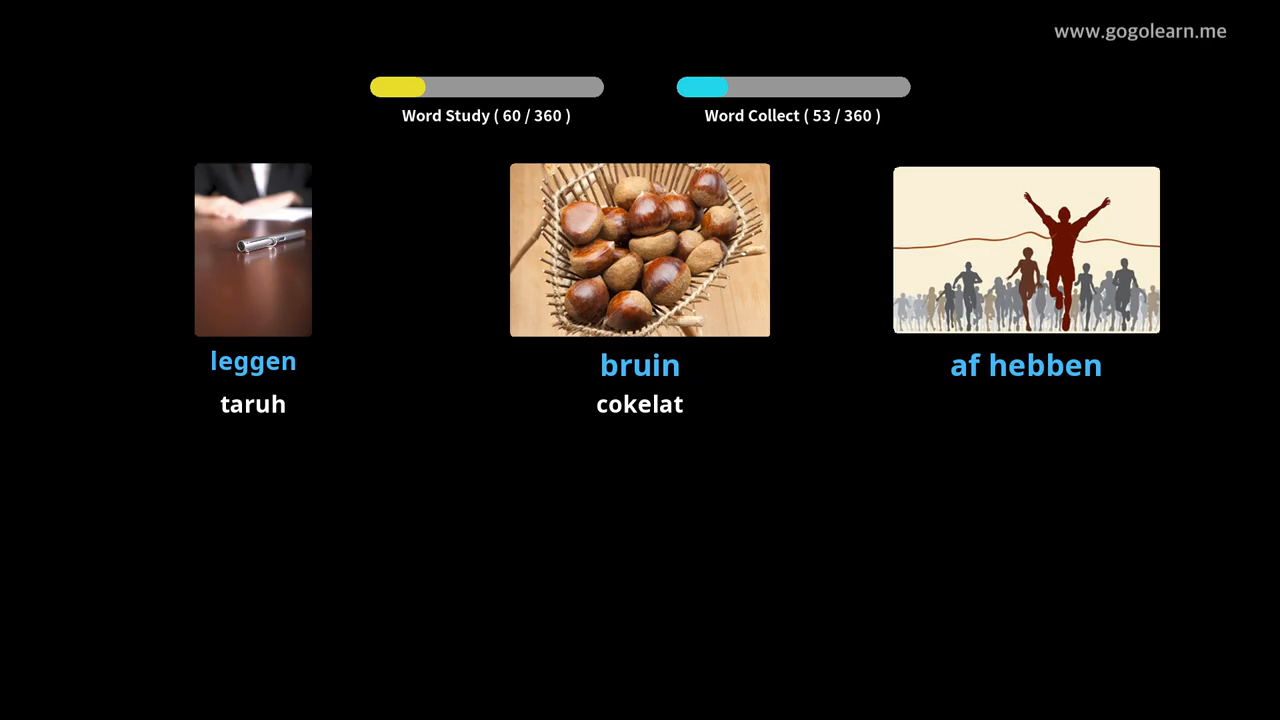 www.gogolearn.me
Word Study ( 60 / 360 )
Word Collect ( 53 / 360 )
leggen
taruh
bruin
cokelat
af hebben